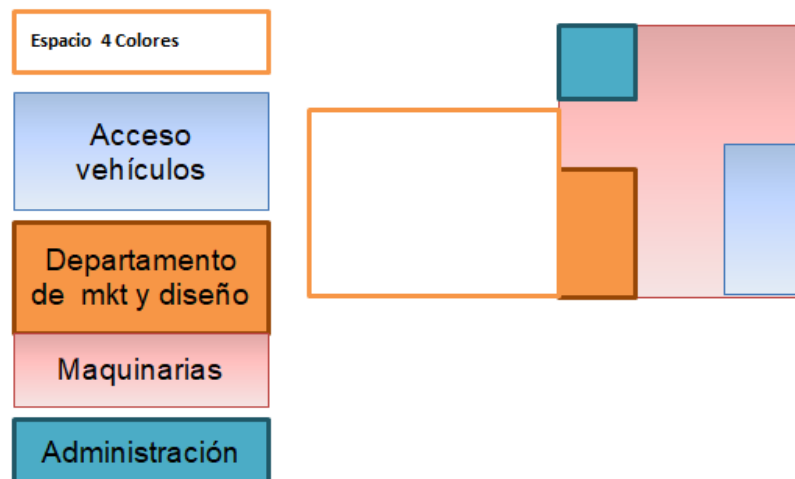 Espacio 4 Colores
Acceso
vehículos
Departamento
de mkt y diseño
Maquinarias
Administración